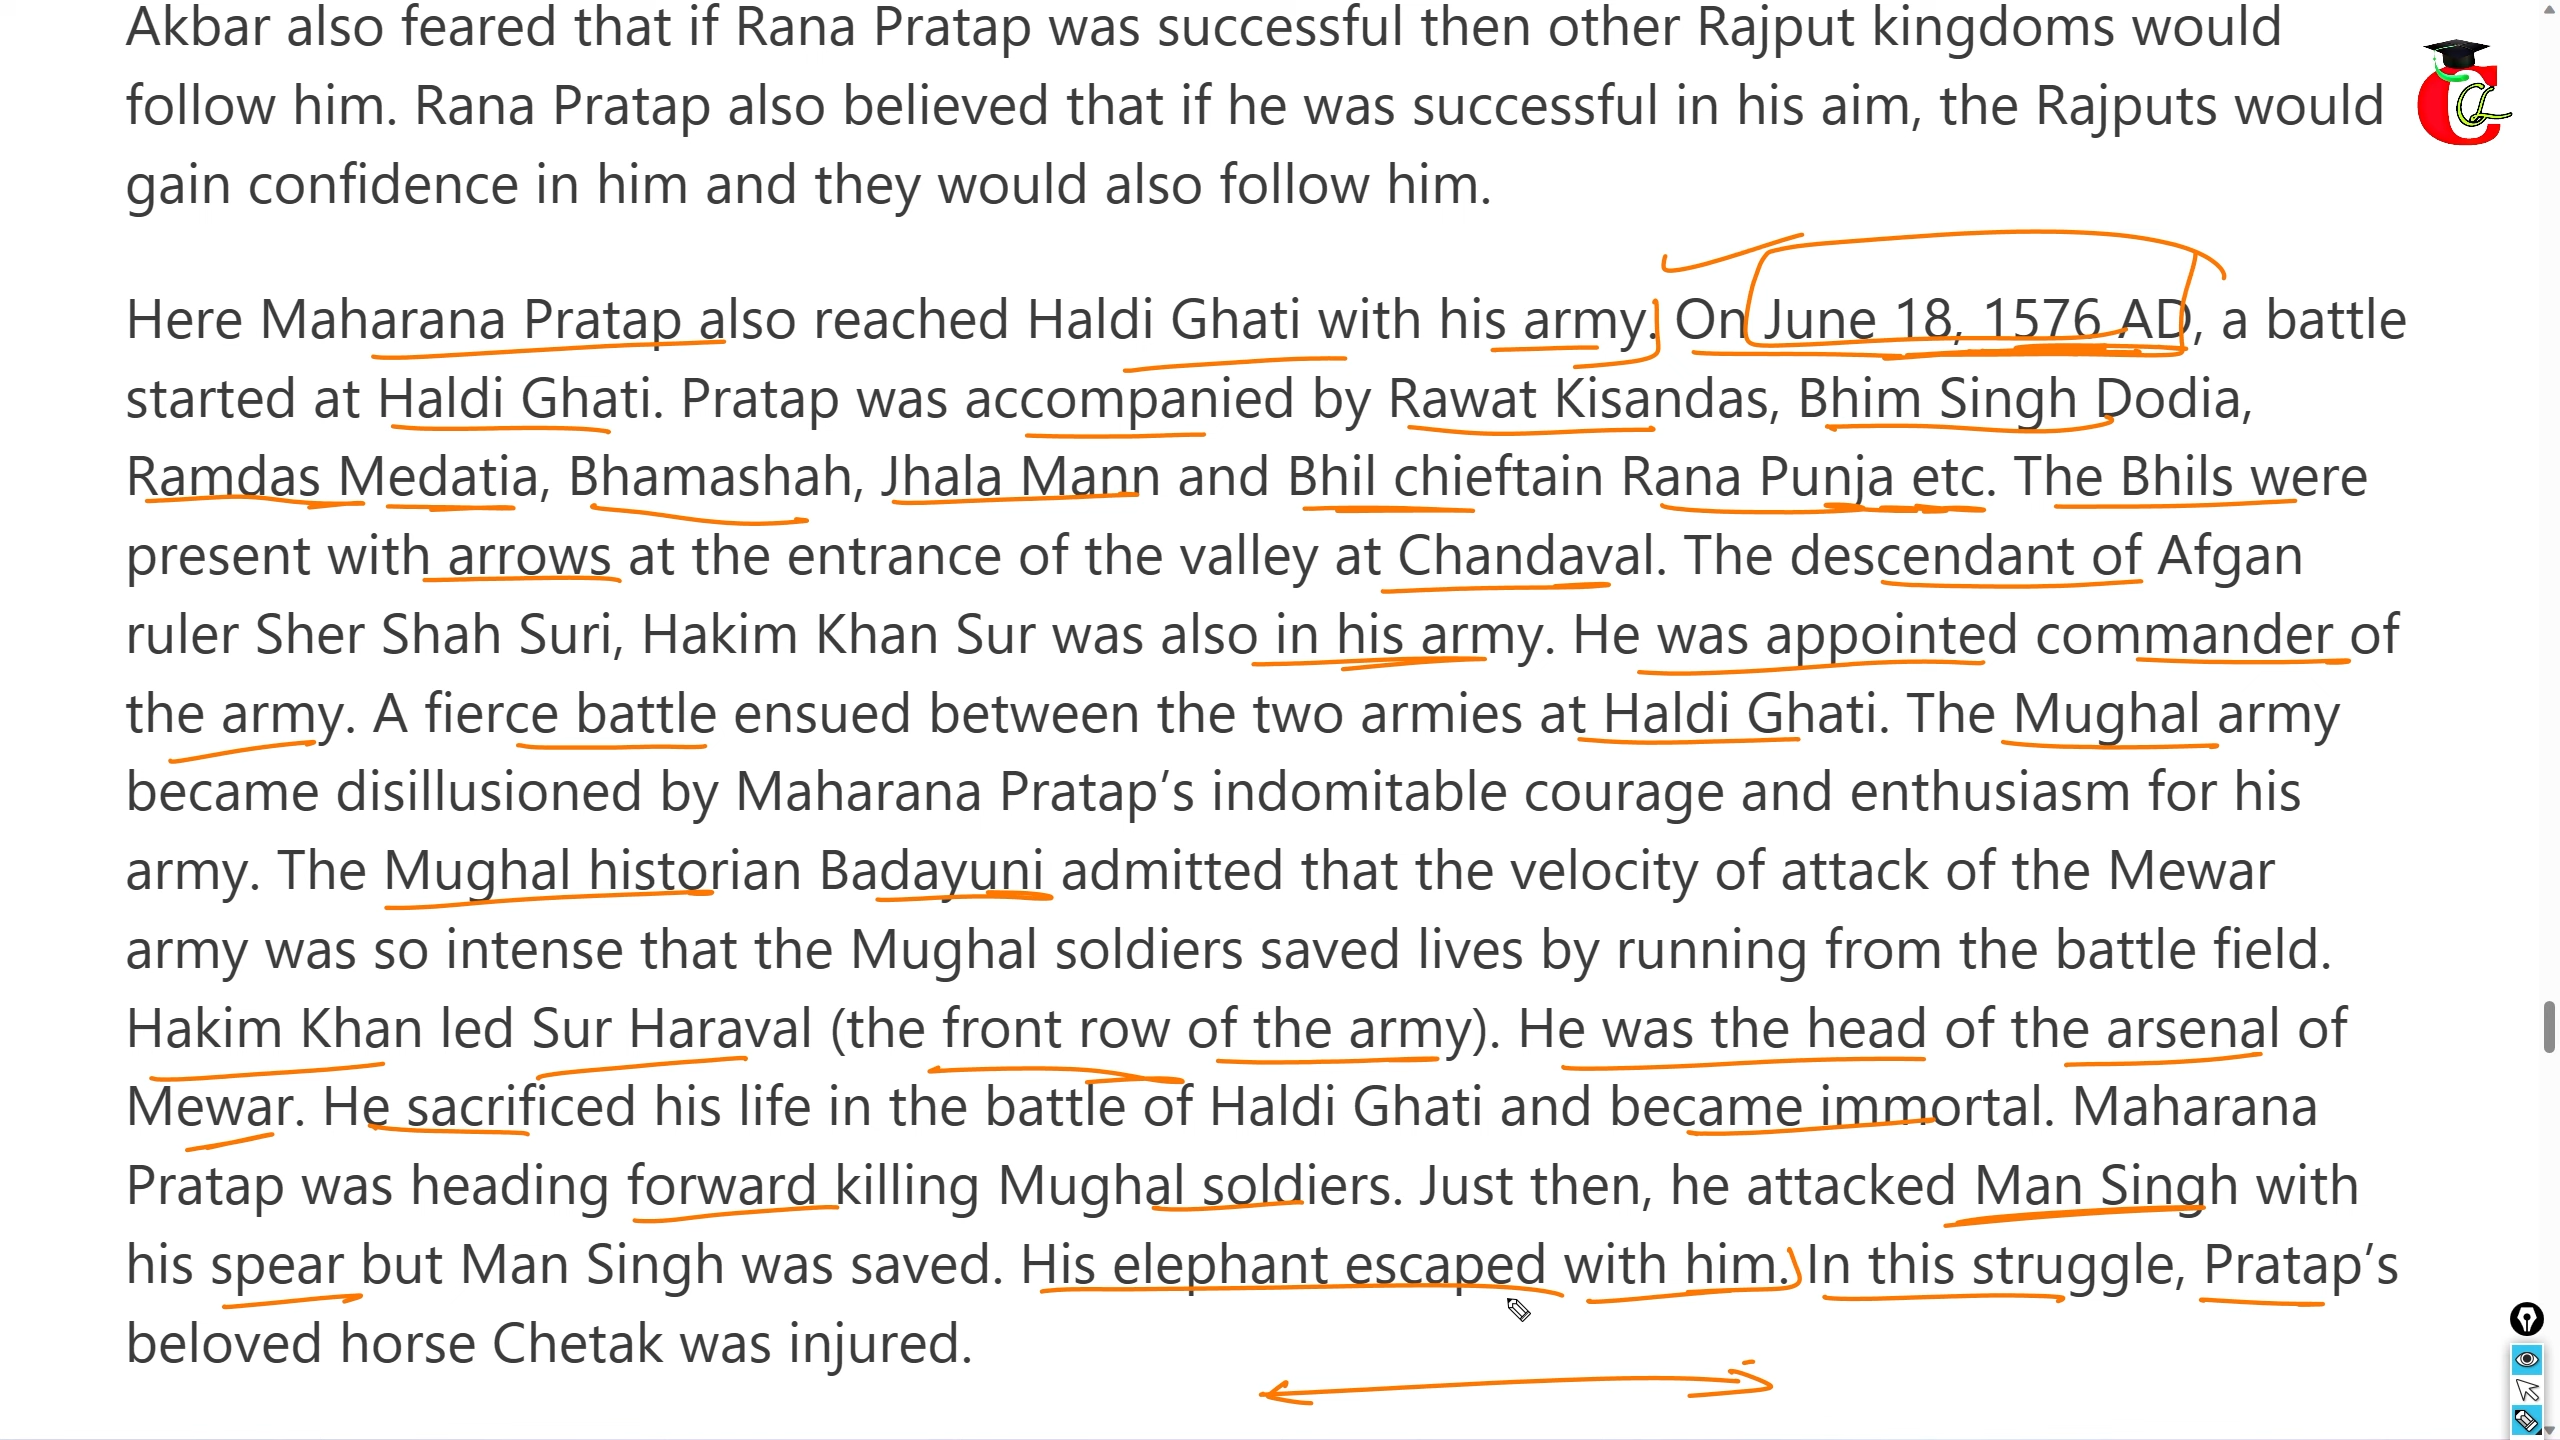 Akbar also feared that if Rana Pratap was successful then other Rajput kingdoms would
follow him. Rana Pratap also believed that if he was successful in his aim, the Rajputs would
gain confidence in him and they would also follow him.
Here Maharana Pratap also reached Haldi Ghati with his army. On June 18, 1576 AD, a battle
started at Haldi Ghati. Pratap was accompanied by Rawat Kisandas, Bhim Singh Dodia,
Ramdas Medatia, Bhamashah, Jhala Mann and Bhil chieftain Rana Punja etc. The Bhils were
present with arrows at the entrance of the valley at Chandaval. The descendant of Afgan
ruler Sher Shah Suri, Hakim Khan Sur was also in his army. He was appointed commander of
the army. A fierce battle ensued between the two armies at Haldi Ghati. The Mughal army
became disillusioned by Maharana Pratap’s indomitable courage and enthusiasm for his
army. The Mughal historian Badayuni admitted that the velocity of attack of the Mewar
army was so intense that the Mughal soldiers saved lives by running from the battle field.
Hakim Khan led Sur Haraval (the front row of the army). He was the head of the arsenal of
Mewar. He sacrificed his life in the battle of Haldi Ghati and became immortal. Maharana
Pratap was heading forward killing Mughal soldiers. Just then, he attacked Man Singh with
his spear but Man Singh was saved. His elephant escaped with him. In this struggle, Pratap’s
beloved horse Chetak was injured.